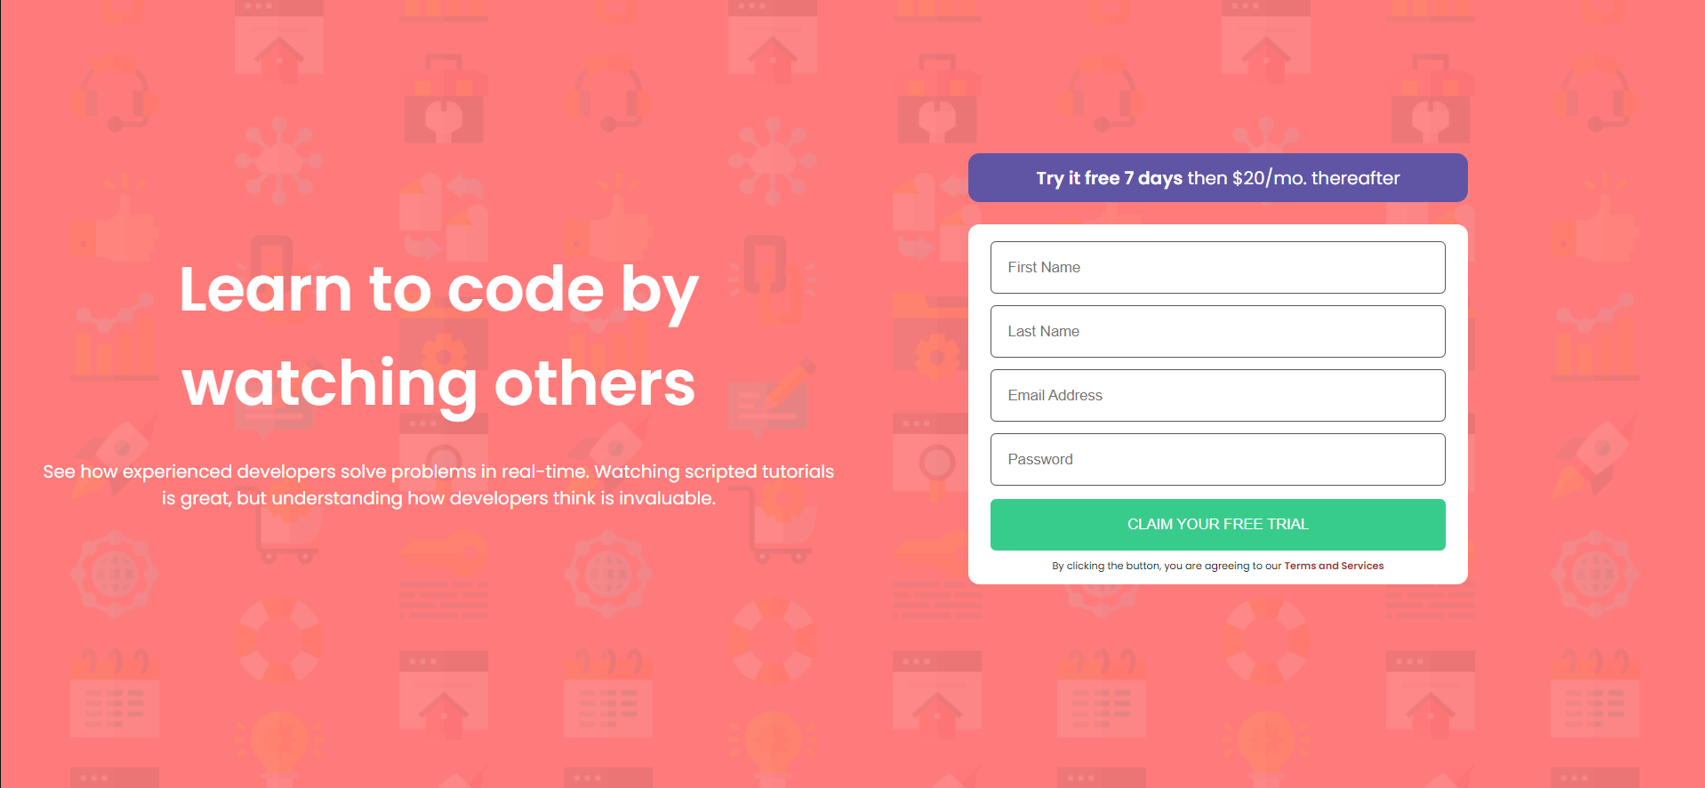 Learn to code by
watching others
See how experienced developers solve problems in real-time. Watching scripted tutorials
is great, but understanding how developers think is invaluable.
Try it free 7 days then $20/mo. thereafter
First Name
Last Name
Email Address
Password
CLAIM YOUR FREE TRIAL
By clicking the button, you are agreeing to our Terms and Services